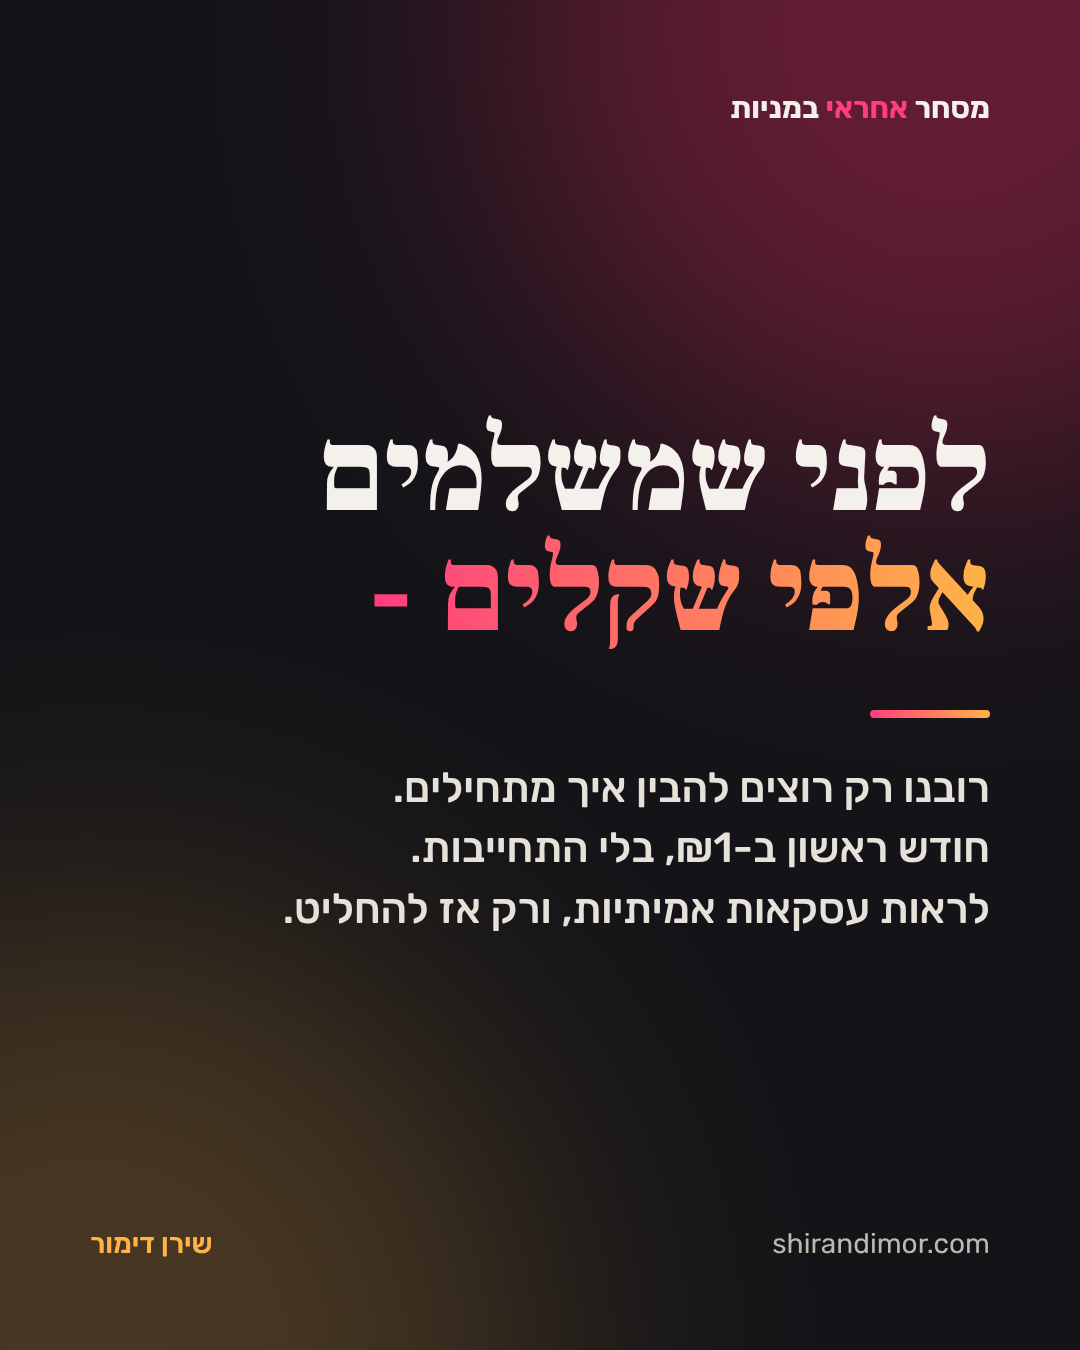 מסחר אחראי במניות
לפני שמשלמים
אלפי שקלים -
רובנו רק רוצים להבין איך מתחילים.
חודש ראשון ב-1₪, בלי התחייבות.
לראות עסקאות אמיתיות, ורק אז להחליט.
shirandimor.com
שירן דימור